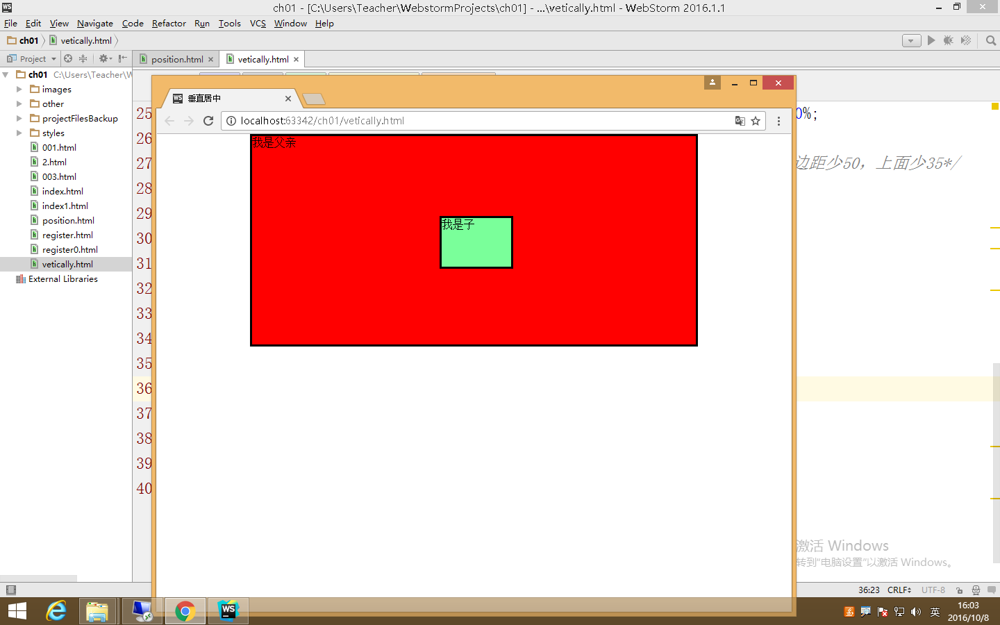 ch01 - [C:\Users\Teacher\WebstormProjects\ch01] - ...\vetically.html - WebStorm 2016.1.1
File Edit View Navigate Code Refactor Run Tools VCS Window Help
ch01 vetically.html
Project position.html vetically.html
ch01 C:\Users\Teacher\W
images
other
projectFilesBackup
styles
001.html
2.html
003.html
index.html
index1.html
position.html
register.html
register0.html
vetically.html
External Libraries
垂直居中
localhost:63342/ch01/vetically.html
我是父亲
我是子
25 0%;
26
27 边距少50，上面少35*/
28
29
30
31
32
33
34
35
36
37
38
39
40
激活 Windows
转到“电脑设置”以激活 Windows。
36:23 CRLF UTF-8
英 16:03
2016/10/8